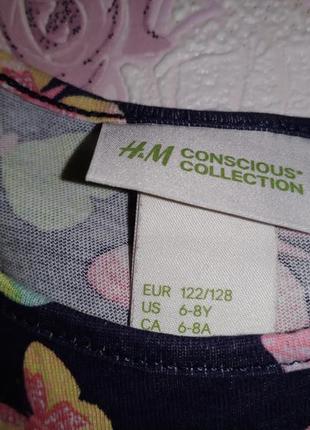 H&M CONSCIOUS
COLLECTION
EUR 122/128
US 6-8Y
CA 6-8A